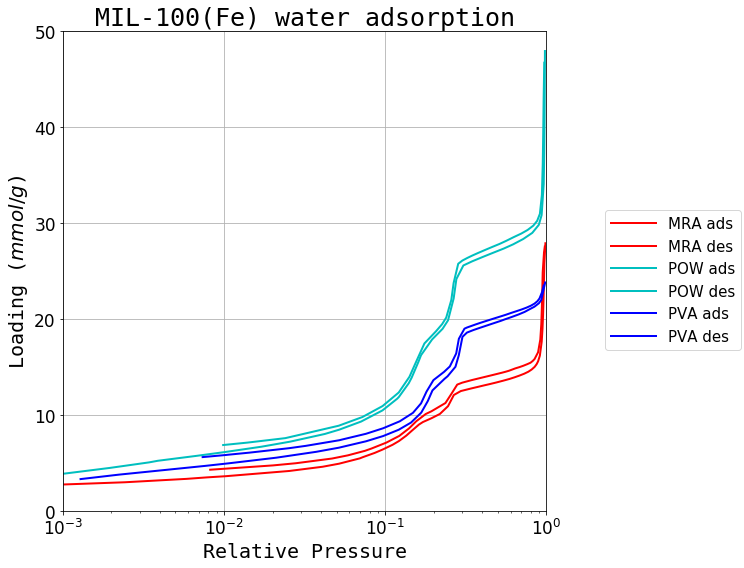 MIL-100(Fe) water adsorption
50
40
30
20
10
0
Loading (mmol/g)
10⁻³
10⁻²
10⁻¹
10⁰
Relative Pressure
MRA ads
MRA des
POW ads
POW des
PVA ads
PVA des